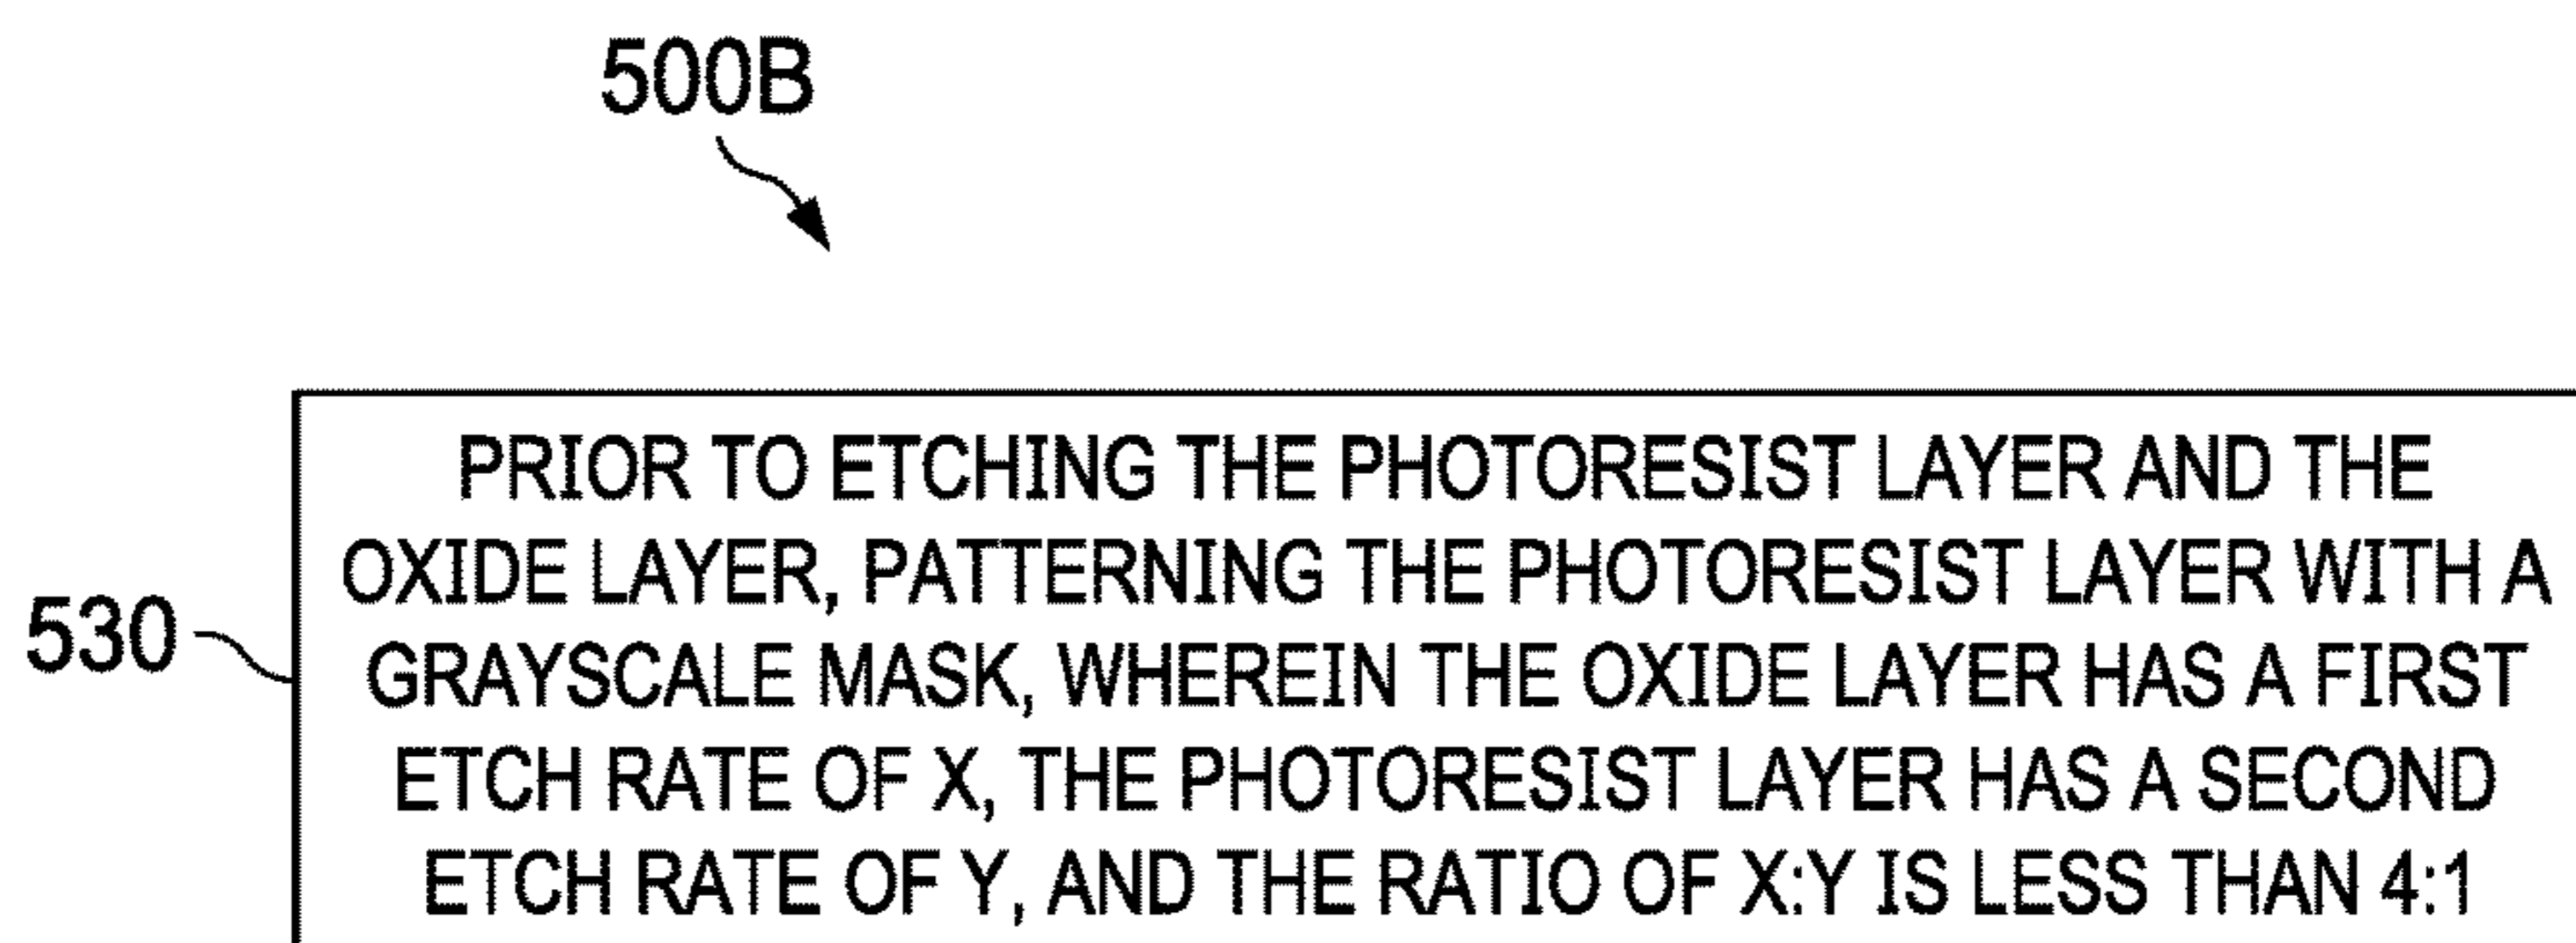 500B
PRIOR TO ETCHING THE PHOTORESIST LAYER AND THE
OXIDE LAYER, PATTERNING THE PHOTORESIST LAYER WITH A
530
GRAYSCALE MASK, WHEREIN THE OXIDE LAYER HAS A FIRST
ETCH RATE OF X, THE PHOTORESIST LAYER HAS A SECOND
ETCH RATE OF Y, AND THE RATIO OF X:Y IS LESS THAN 4:1